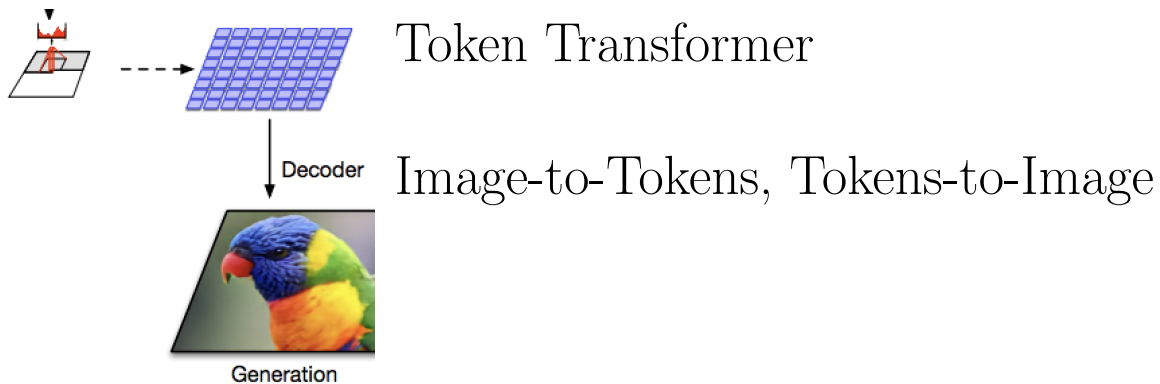 Token Transformer
Decoder
Image-to-Tokens, Tokens-to-Image
Generation